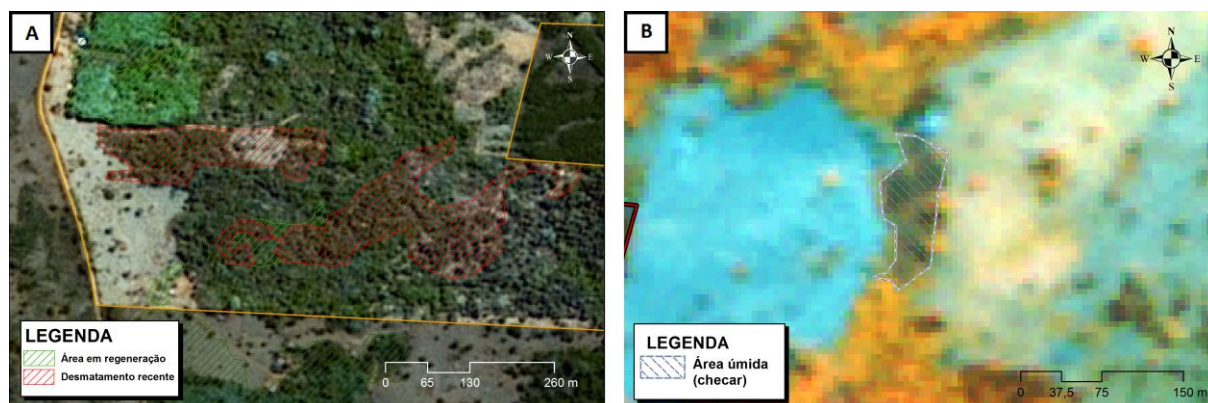 A
N
W E
S
LEGENDA
Área em regeneração
Desmatamento recente
0 65 130 260 m
B
N
W E
S
LEGENDA
Área úmida
(checar)
0 37,5 75 150 m